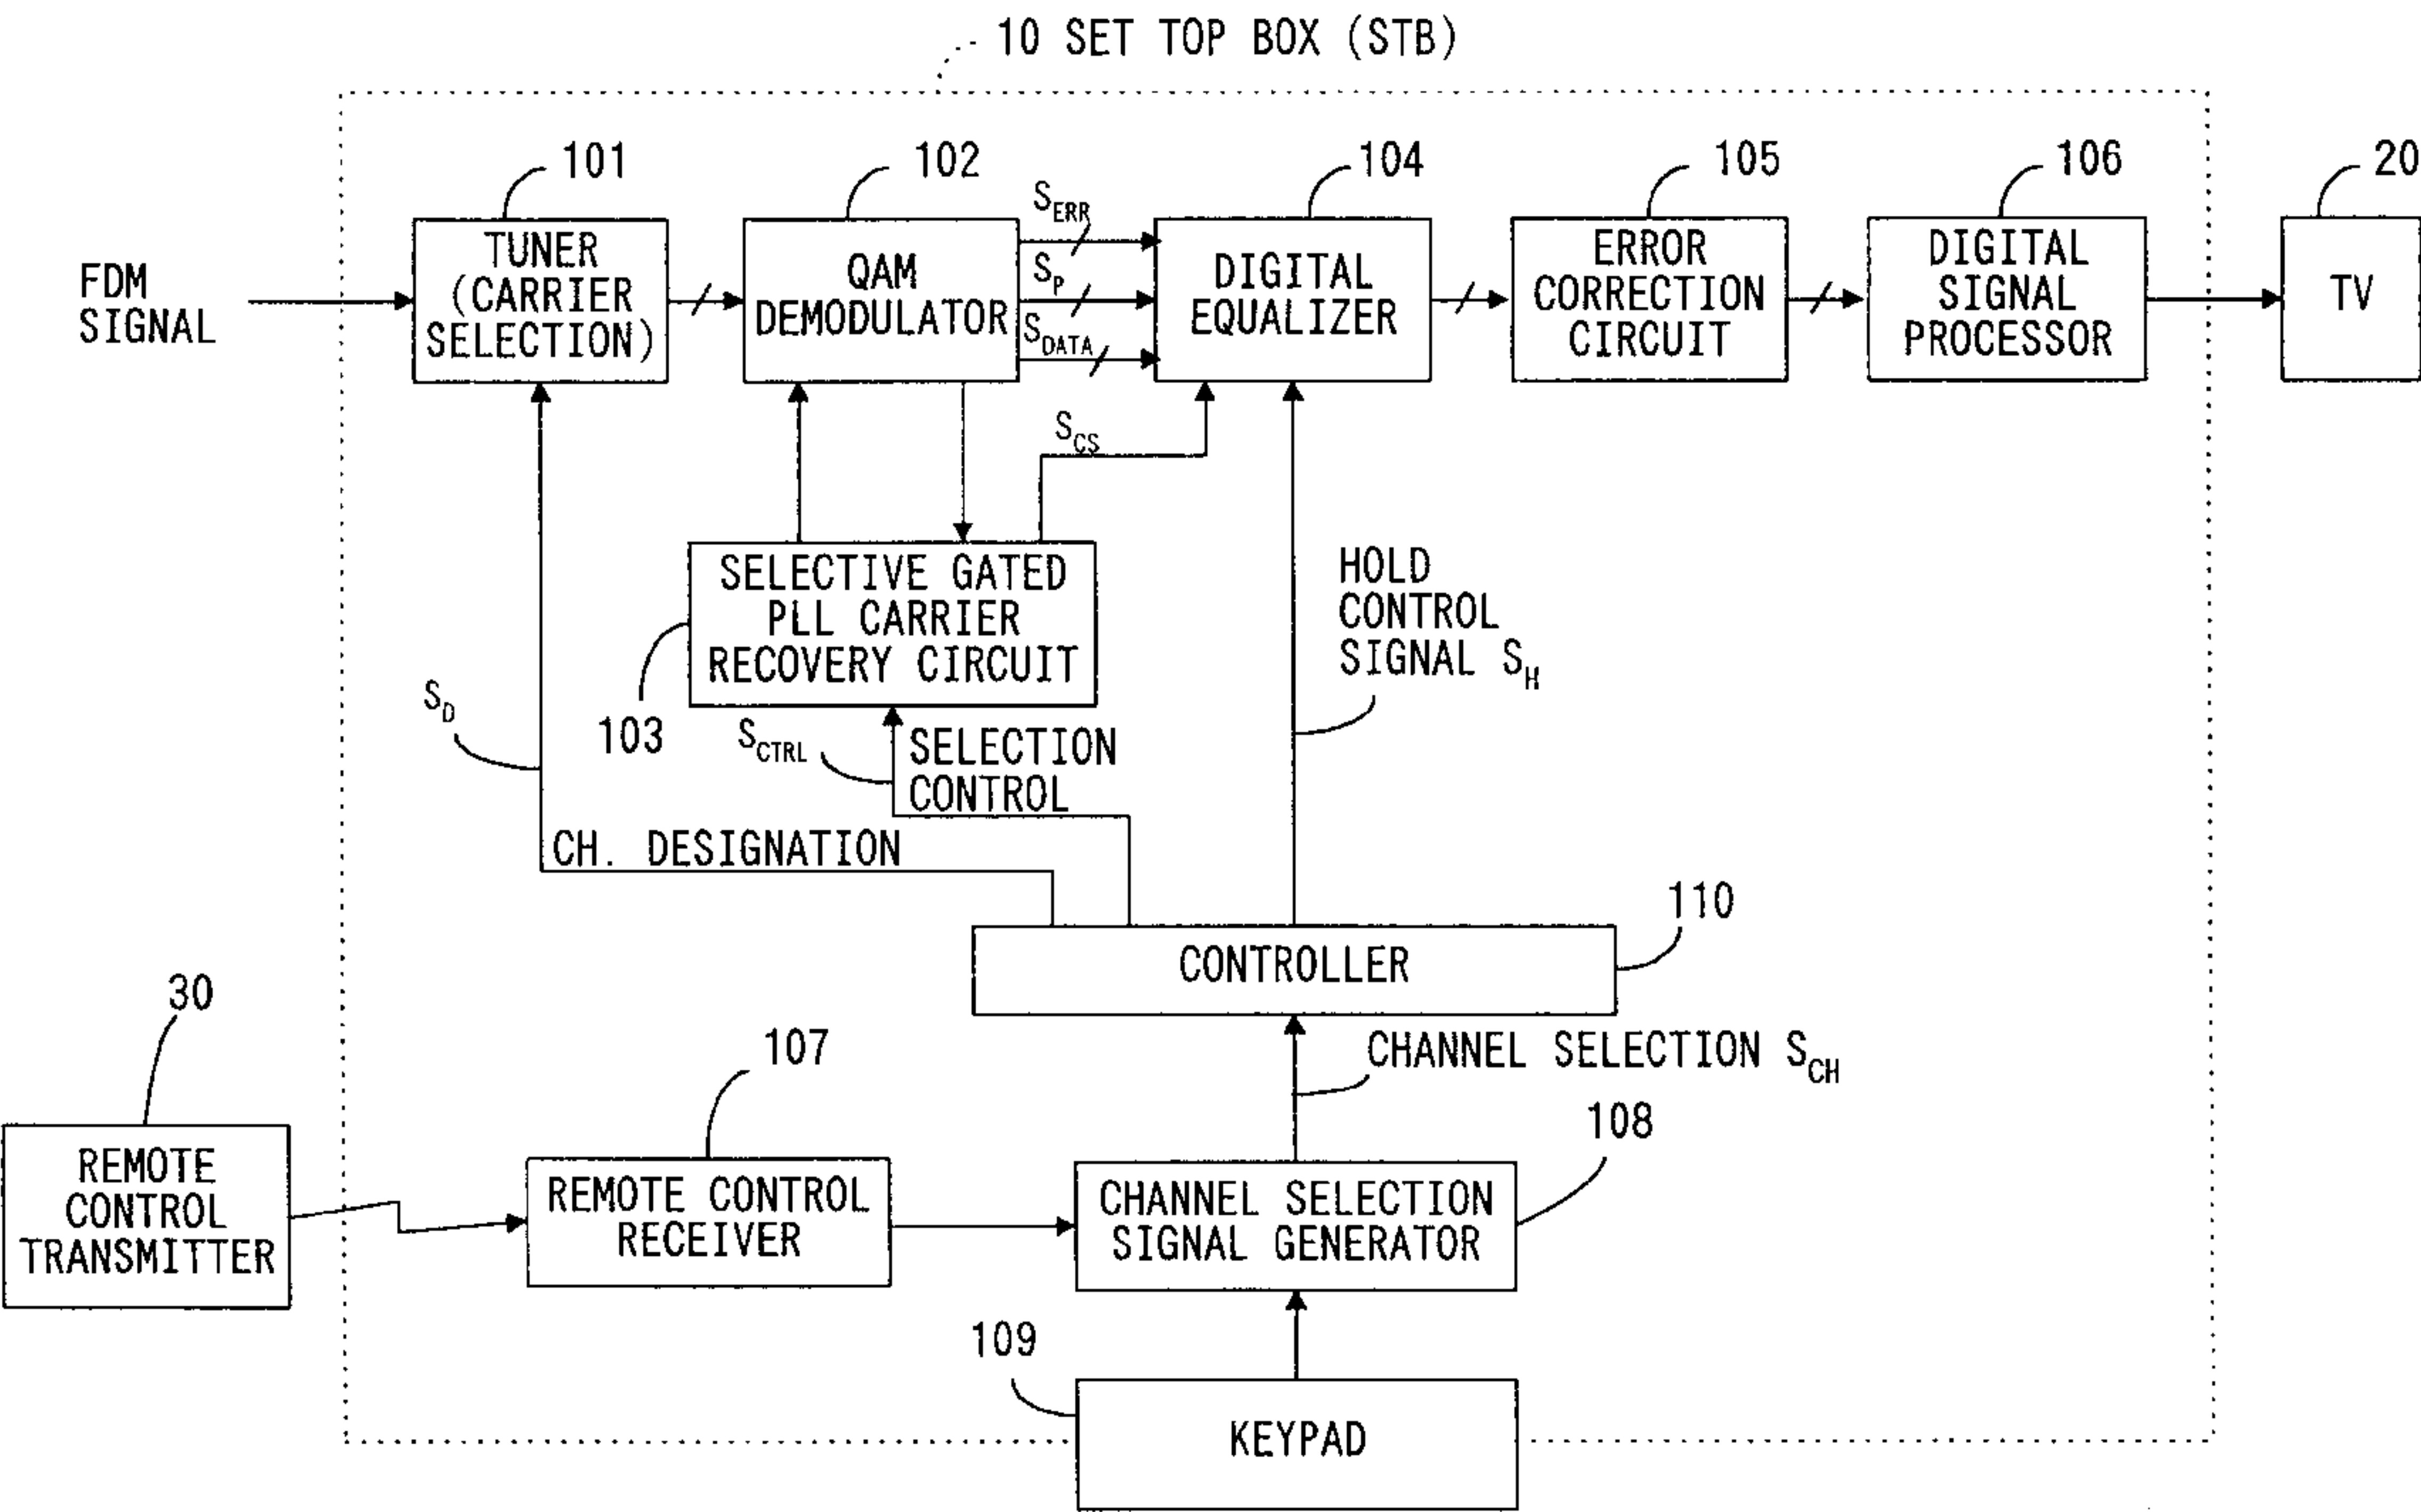 10 SET TOP BOX (STB)
101
102
104
105
106
20
FDM
SIGNAL
TUNER
(CARRIER
SELECTION)
QAM
DEMODULATOR
S_ERR
S_P
S_DATA
DIGITAL
EQUALIZER
ERROR
CORRECTION
CIRCUIT
DIGITAL
SIGNAL
PROCESSOR
TV
S_CS
SELECTIVE GATED
PLL CARRIER
RECOVERY CIRCUIT
103
HOLD
CONTROL
SIGNAL S_H
S_D
S_CTRL
SELECTION
CONTROL
CH. DESIGNATION
110
CONTROLLER
30
REMOTE
CONTROL
TRANSMITTER
107
REMOTE CONTROL
RECEIVER
CHANNEL SELECTION S_CH
108
CHANNEL SELECTION
SIGNAL GENERATOR
109
KEYPAD